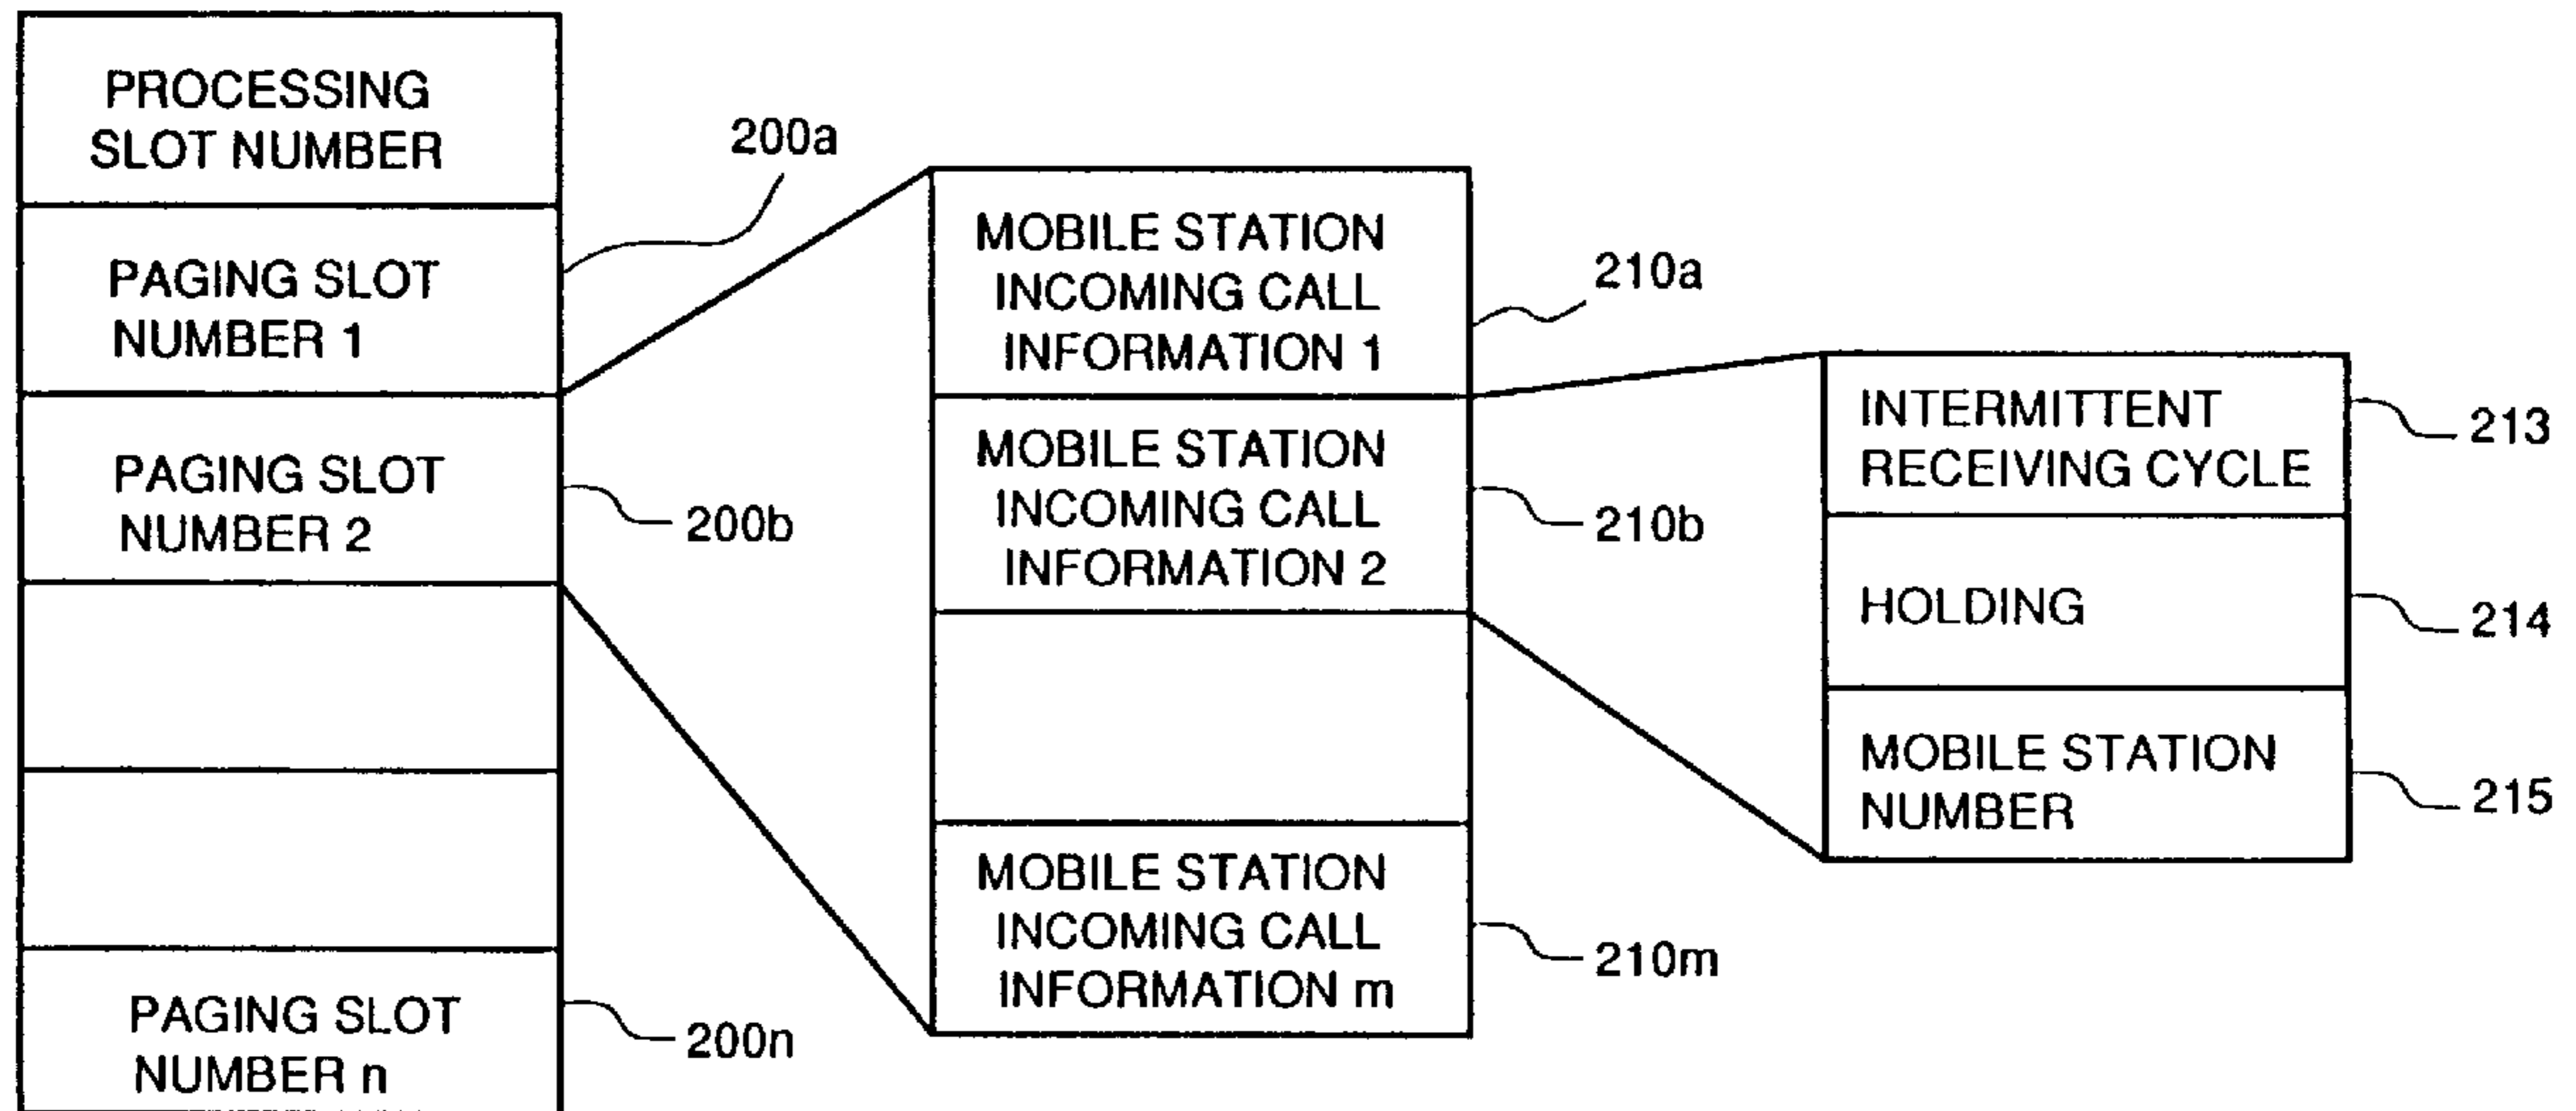 PROCESSING
SLOT NUMBER
200a
PAGING SLOT
NUMBER 1
PAGING SLOT
NUMBER 2
200b
PAGING SLOT
NUMBER n
200n
MOBILE STATION
INCOMING CALL
INFORMATION 1
210a
MOBILE STATION
INCOMING CALL
INFORMATION 2
210b
MOBILE STATION
INCOMING CALL
INFORMATION m
210m
INTERMITTENT
RECEIVING CYCLE
213
HOLDING
214
MOBILE STATION
NUMBER
215